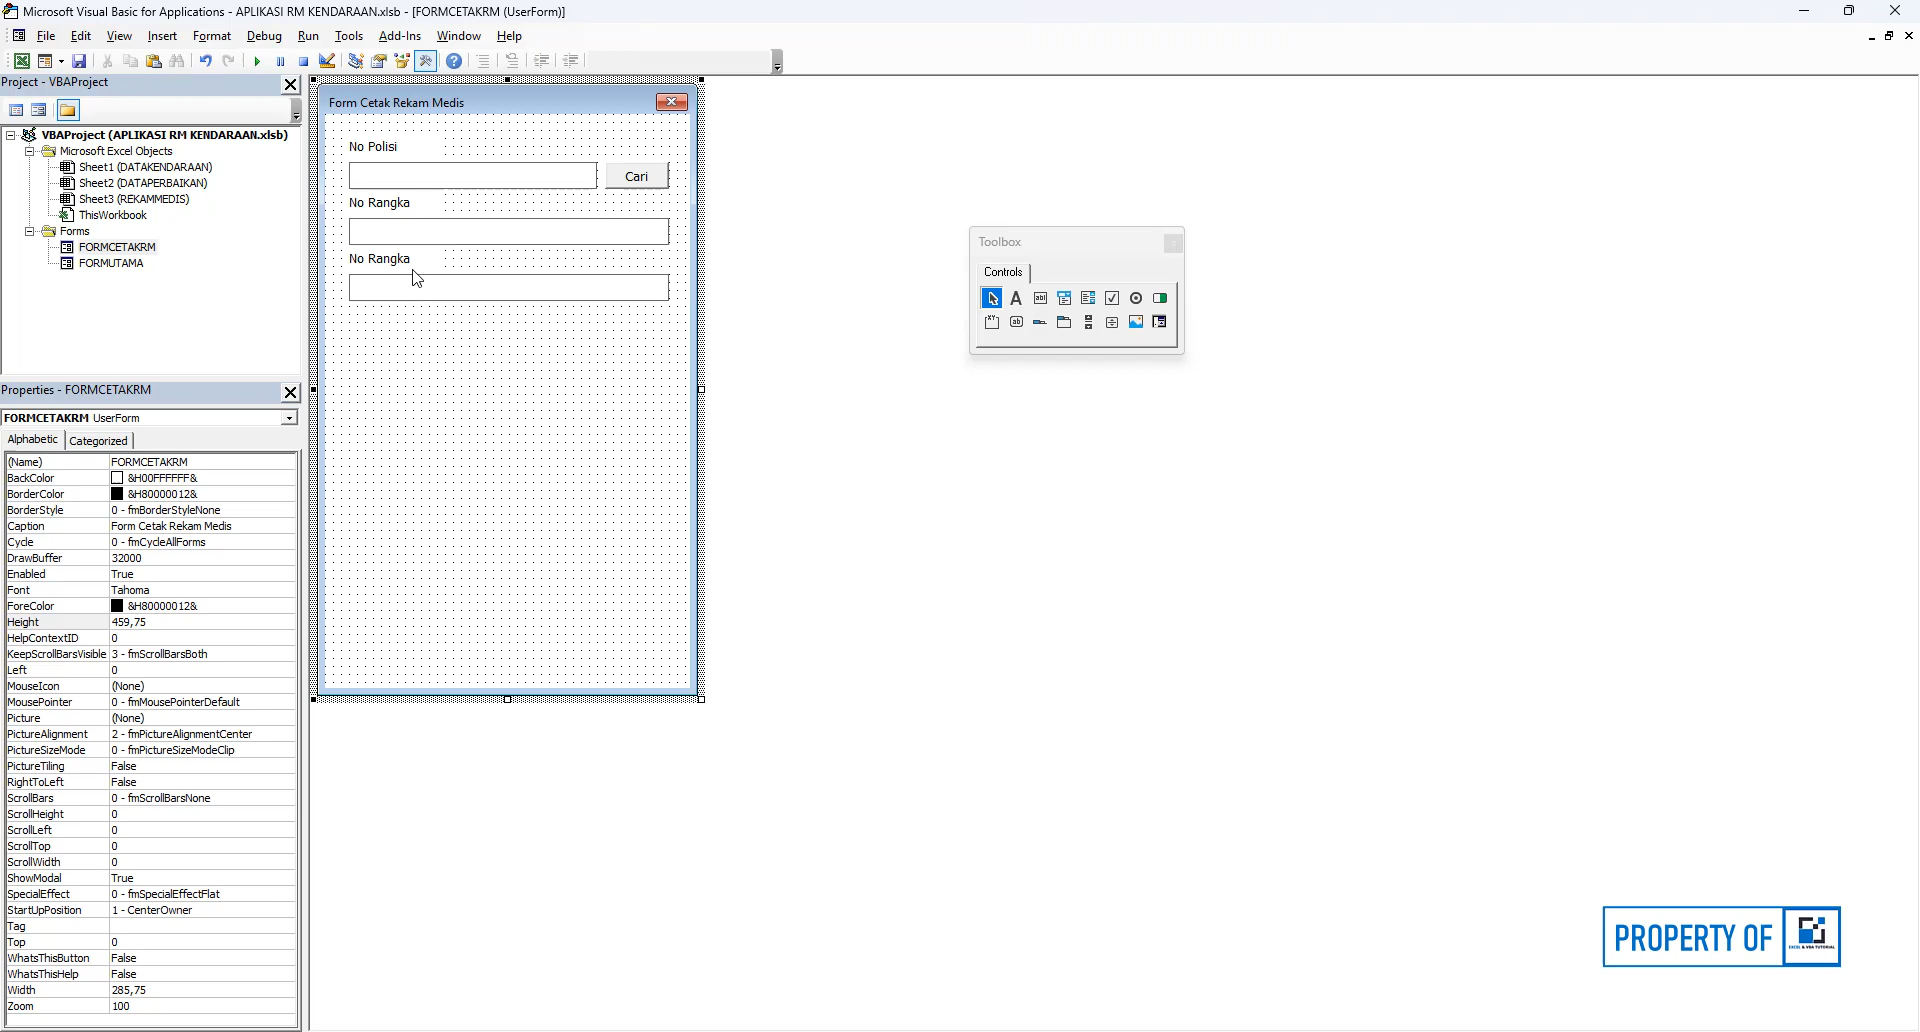 Microsoft Visual Basic for Applications - APLIKASI RM KENDARAAN.xlsb - [FORMCETAKRM (UserForm)]
File Edit View Insert Format Debug Run Tools Add-Ins Window Help
Project - VBAProject
VBAProject (APLIKASI RM KENDARAAN.xlsb)
Microsoft Excel Objects
Sheet1 (DATAKENDARAAN)
Sheet2 (DATAPERBAIKAN)
Sheet3 (REKAMMEDIS)
ThisWorkbook
Forms
FORMCETAKRM
FORMUTAMA
Properties - FORMCETAKRM
FORMCETAKRM UserForm
Alphabetic Categorized
(Name) FORMCETAKRM
BackColor &H00FFFFFF&
BorderColor &H80000012&
BorderStyle 0 - fmBorderStyleNone
Caption Form Cetak Rekam Medis
Cycle 0 - fmCycleAllForms
DrawBuffer 32000
Enabled True
Font Tahoma
ForeColor &H80000012&
Height 459,75
HelpContextID 0
KeepScrollBarsVisible 3 - fmScrollBarsBoth
Left 0
MouseIcon (None)
MousePointer 0 - fmMousePointerDefault
Picture (None)
PictureAlignment 2 - fmPictureAlignmentCenter
PictureSizeMode 0 - fmPictureSizeModeClip
PictureTiling False
RightToLeft False
ScrollBars 0 - fmScrollBarsNone
ScrollHeight 0
ScrollLeft 0
ScrollTop 0
ScrollWidth 0
ShowModal True
SpecialEffect 0 - fmSpecialEffectFlat
StartUpPosition 1 - CenterOwner
Tag
Top 0
WhatsThisButton False
WhatsThisHelp False
Width 285,75
Zoom 100
Form Cetak Rekam Medis
No Polisi
Cari
No Rangka
No Rangka
Toolbox
Controls
PROPERTY OF
EXCEL & VBA TUTORIAL